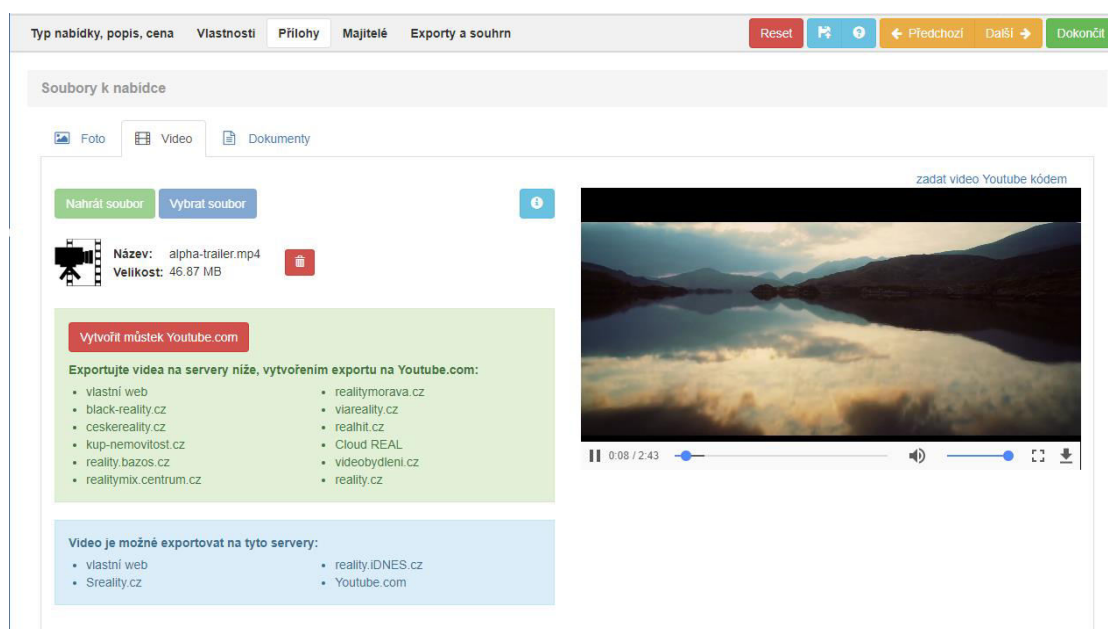 Typ nabídky, popis, cena Vlastnosti Přílohy Majitelé Exporty a souhrn Reset Předchozí Další Dokončit
Soubory k nabídce
Foto Video Dokumenty
zadat video Youtube kódem
Nahrát soubor Vybrat soubor
Název: alpha-trailer.mp4
Velikost: 46.87 MB
Vytvořit můstek Youtube.com
Exportujte videa na servery níže, vytvořením exportu na Youtube.com:
vlastní web
black-reality.cz
ceskereality.cz
kup-nemovitost.cz
reality.bazos.cz
realitymix.centrum.cz
realitymorava.cz
viareality.cz
realhit.cz
Cloud REAL
videobydleni.cz
reality.cz
0:08 / 2:43
Video je možné exportovat na tyto servery:
vlastní web
Sreality.cz
reality.iDNES.cz
Youtube.com